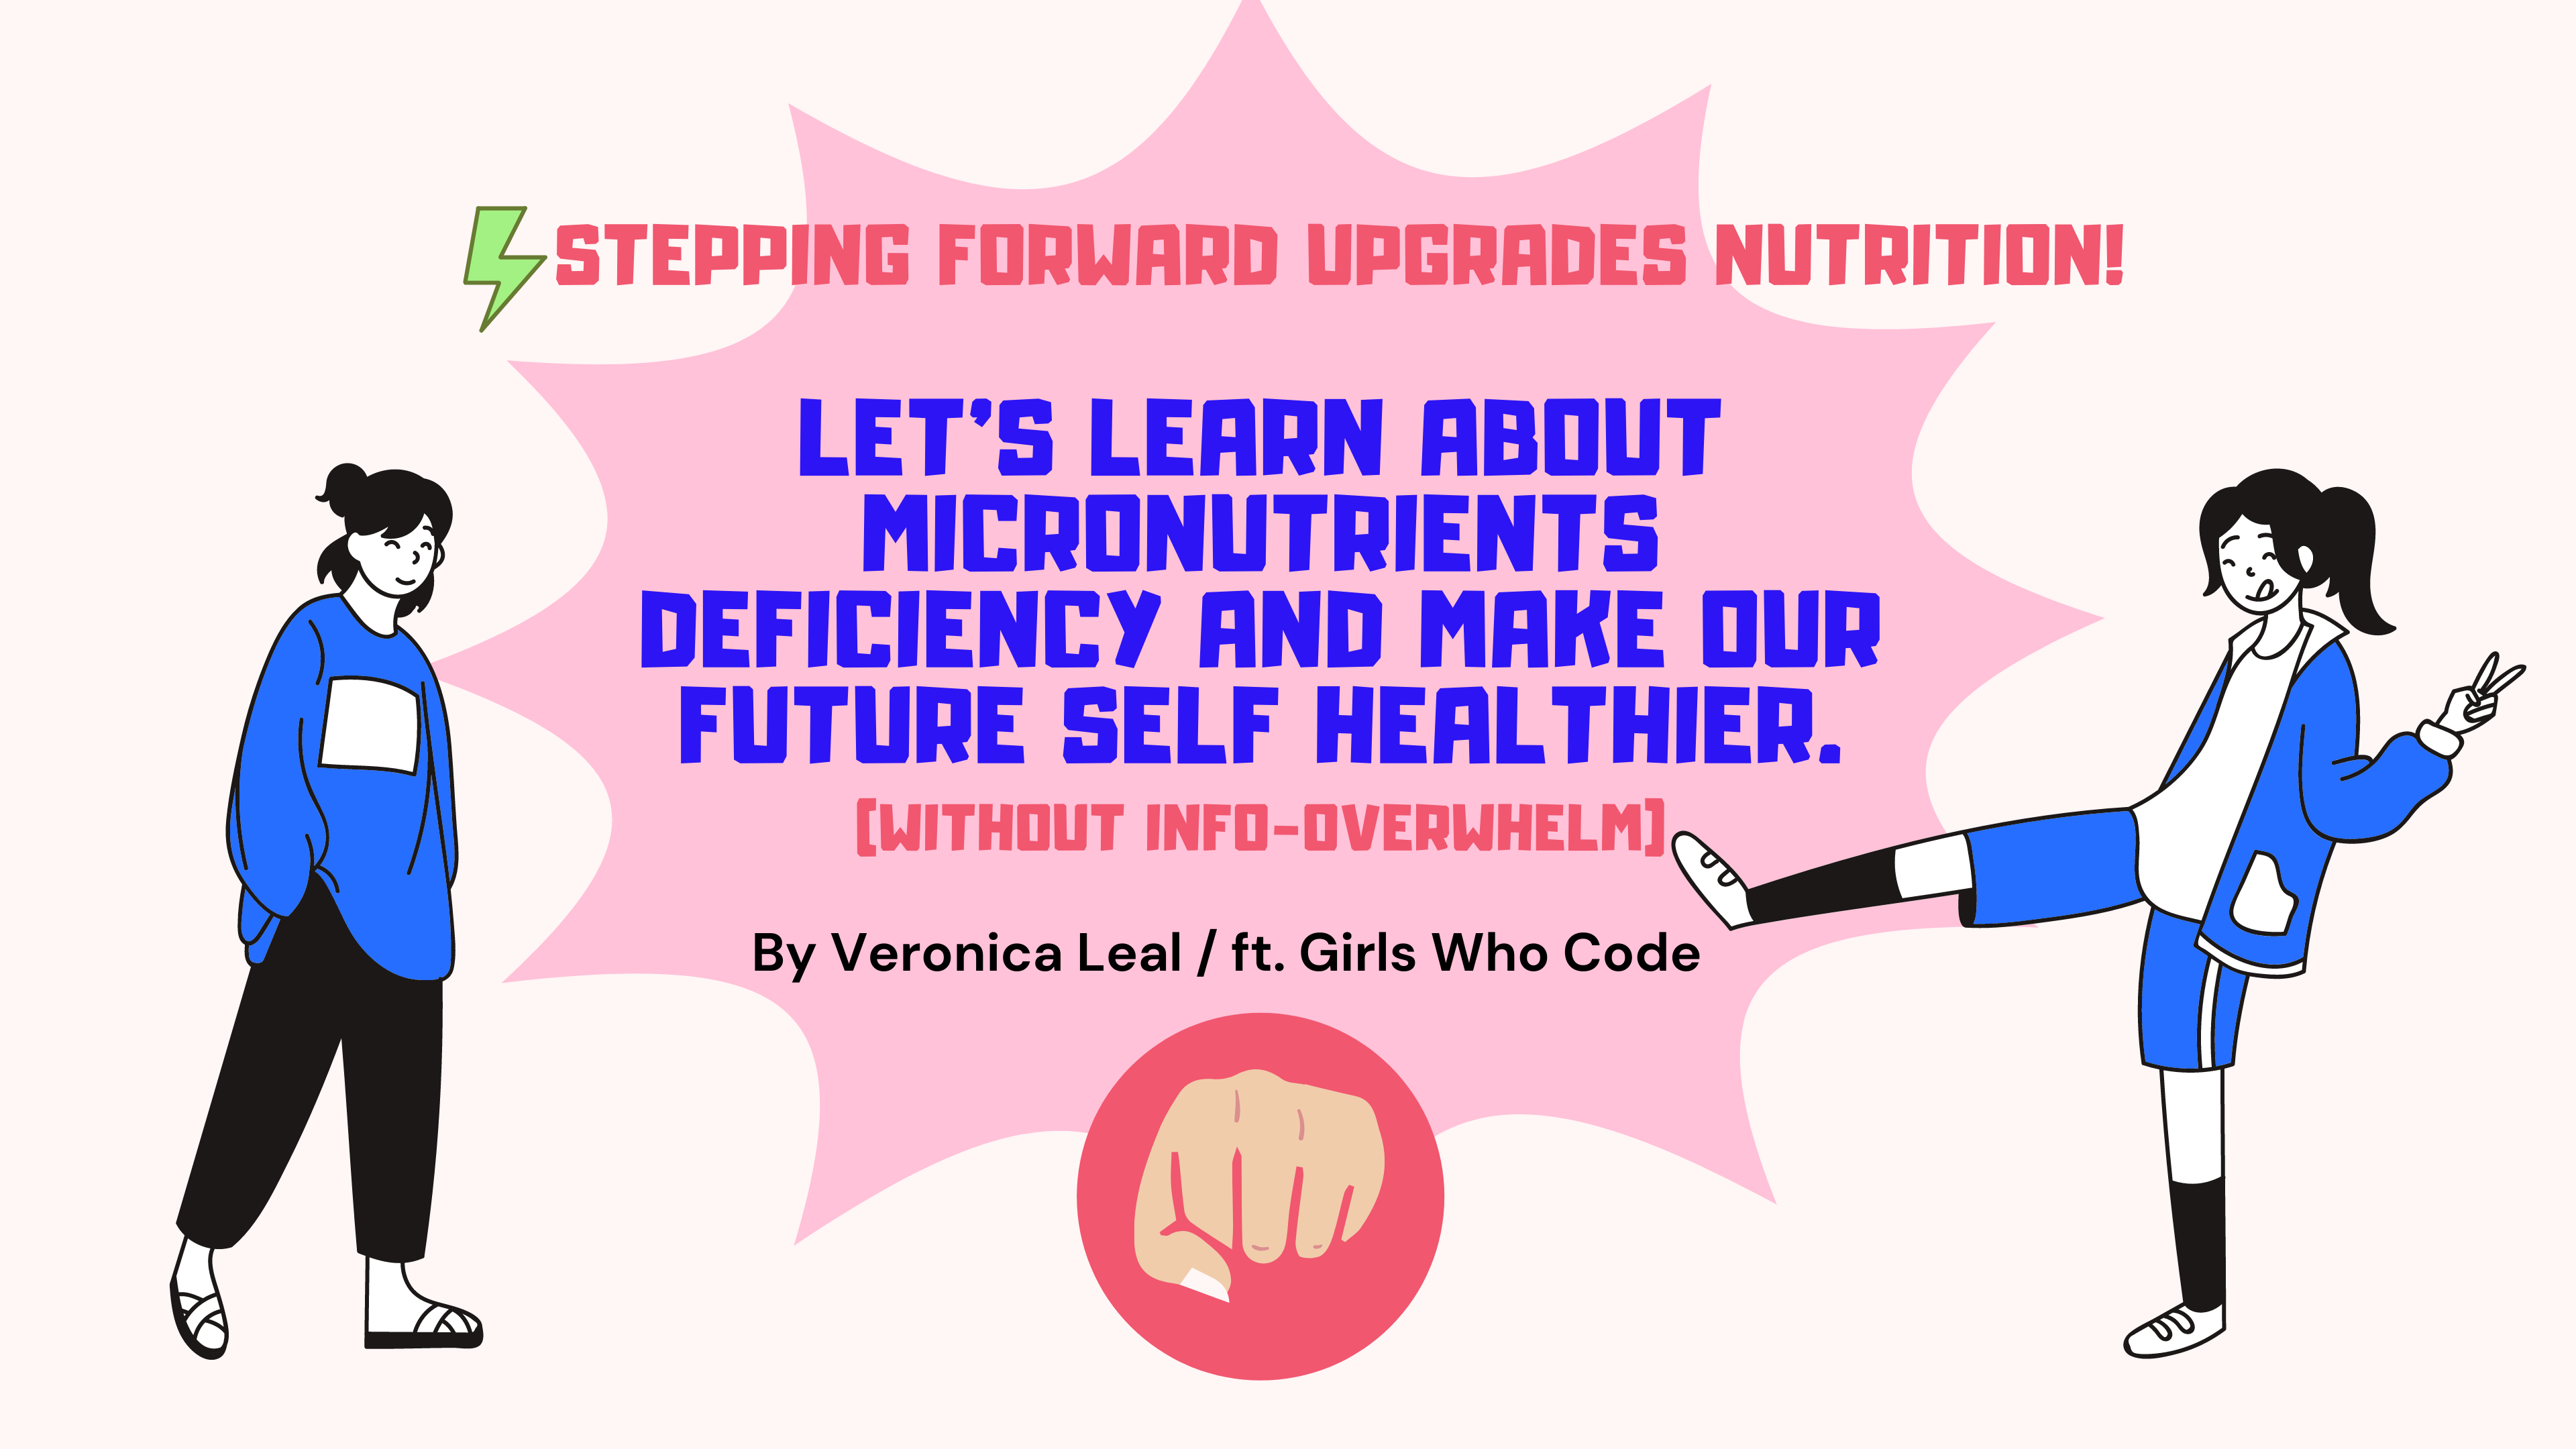 STEPPING FORWARD UPGRADES NUTRITION!
LET'S LEARN ABOUT
MICRONUTRIENTS
DEFICIENCY AND MAKE OUR
FUTURE SELF HEALTHIER.
[WITHOUT INFO-OVERWHELM]
By Veronica Leal / ft. Girls Who Code